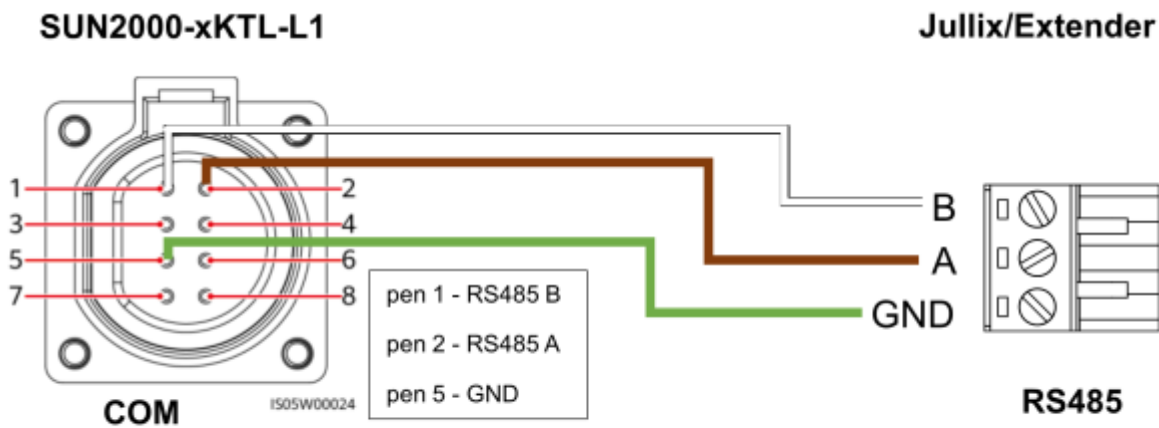 SUN2000-xKTL-L1
Jullix/Extender
1
2
3
4
5
6
7
8
B
A
GND
pen 1 - RS485 B
pen 2 - RS485 A
pen 5 - GND
IS05W00024
COM
RS485